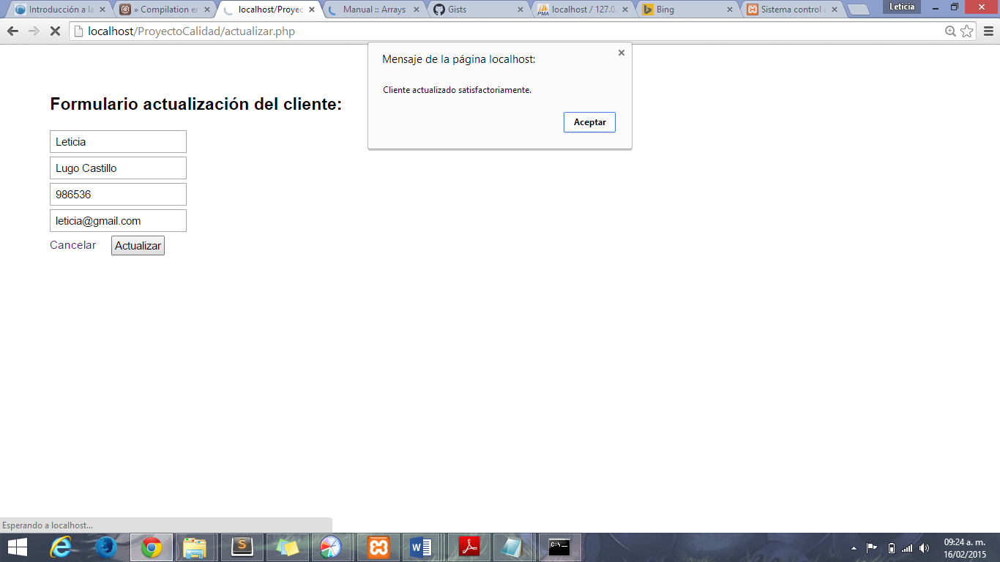 Introducción a la
» Compilation er
localhost/Proyec
Manual :: Arrays
Gists
localhost / 127.0.
Bing
Sistema control
Leticia
localhost/ProyectoCalidad/actualizar.php
Mensaje de la página localhost:
Cliente actualizado satisfactoriamente.
Aceptar
Formulario actualización del cliente:
Leticia
Lugo Castillo
986536
leticia@gmail.com
Cancelar Actualizar
Esperando a localhost...
09:24 a. m.
16/02/2015